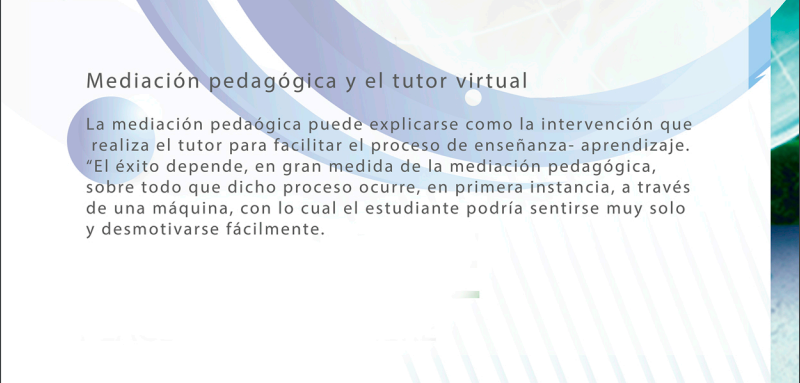 Mediación pedagógica y el tutor virtual
La mediación pedaógica puede explicarse como la intervención que
realiza el tutor para facilitar el proceso de enseñanza- aprendizaje.
“El éxito depende, en gran medida de la mediación pedagógica,
sobre todo que dicho proceso ocurre, en primera instancia, a través
de una máquina, con lo cual el estudiante podría sentirse muy solo
y desmotivarse fácilmente.